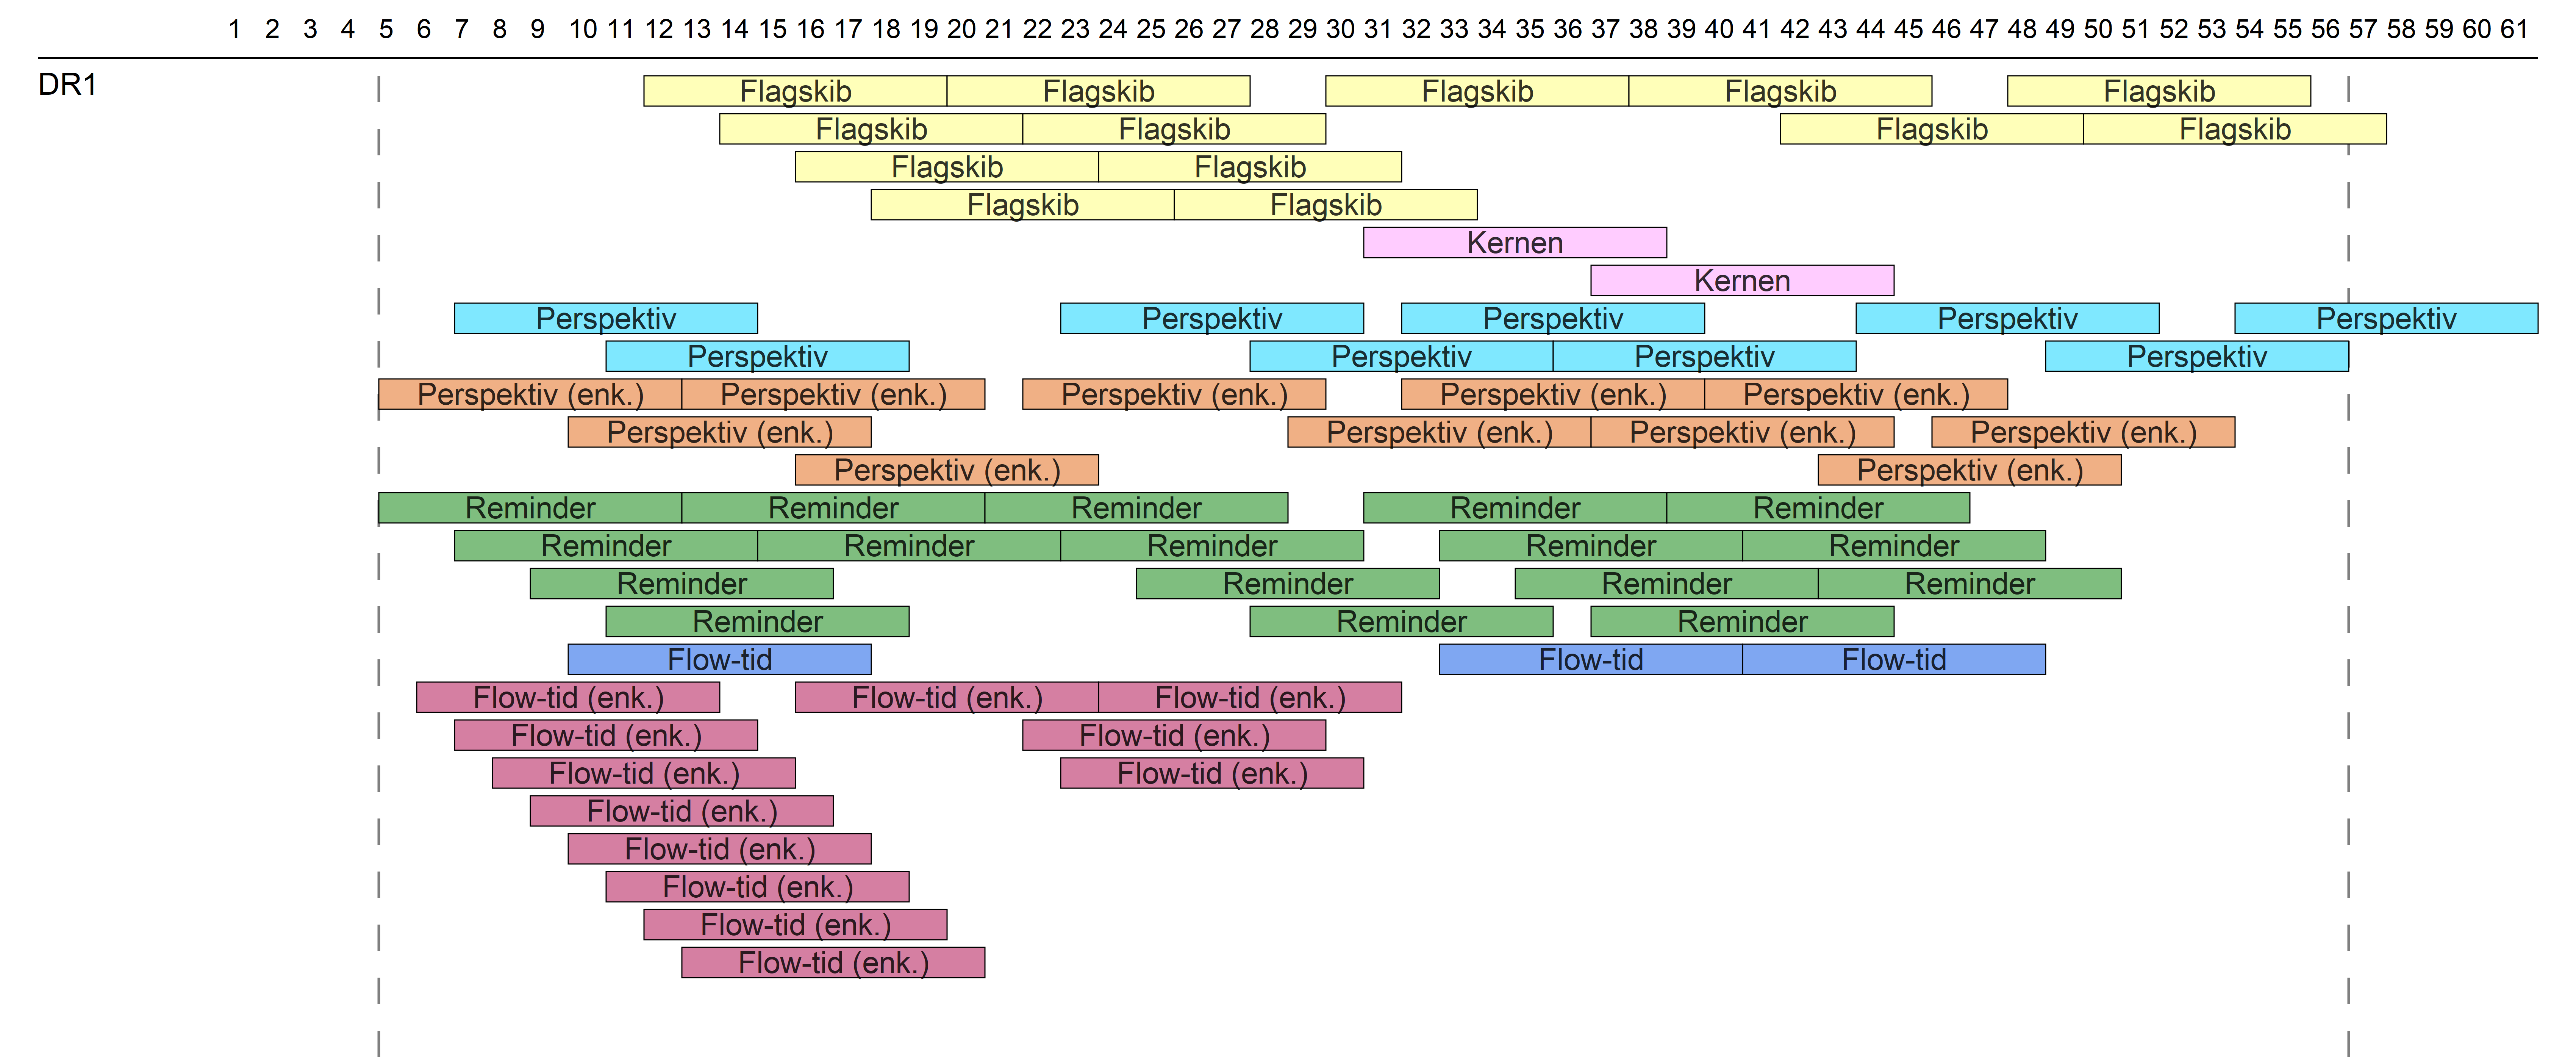 1 2 3 4 5 6 7 8 9 10 11 12 13 14 15 16 17 18 19 20 21 22 23 24 25 26 27 28 29 30 31 32 33 34 35 36 37 38 39 40 41 42 43 44 45 46 47 48 49 50 51 52 53 54 55 56 57 58 59 60 61
DR1 Flagskib Flagskib Flagskib Flagskib Flagskib
Flagskib Flagskib Flagskib Flagskib
Flagskib Flagskib
Flagskib Flagskib
Kernen
Kernen
Perspektiv Perspektiv Perspektiv Perspektiv Perspektiv
Perspektiv Perspektiv Perspektiv Perspektiv
Perspektiv (enk.) Perspektiv (enk.) Perspektiv (enk.) Perspektiv (enk.) Perspektiv (enk.)
Perspektiv (enk.) Perspektiv (enk.) Perspektiv (enk.) Perspektiv (enk.)
Perspektiv (enk.) Perspektiv (enk.)
Reminder Reminder Reminder Reminder Reminder
Reminder Reminder Reminder Reminder Reminder
Reminder Reminder Reminder Reminder
Reminder Reminder Reminder
Flow-tid Flow-tid Flow-tid
Flow-tid (enk.) Flow-tid (enk.) Flow-tid (enk.)
Flow-tid (enk.) Flow-tid (enk.)
Flow-tid (enk.) Flow-tid (enk.)
Flow-tid (enk.)
Flow-tid (enk.)
Flow-tid (enk.)
Flow-tid (enk.)
Flow-tid (enk.)